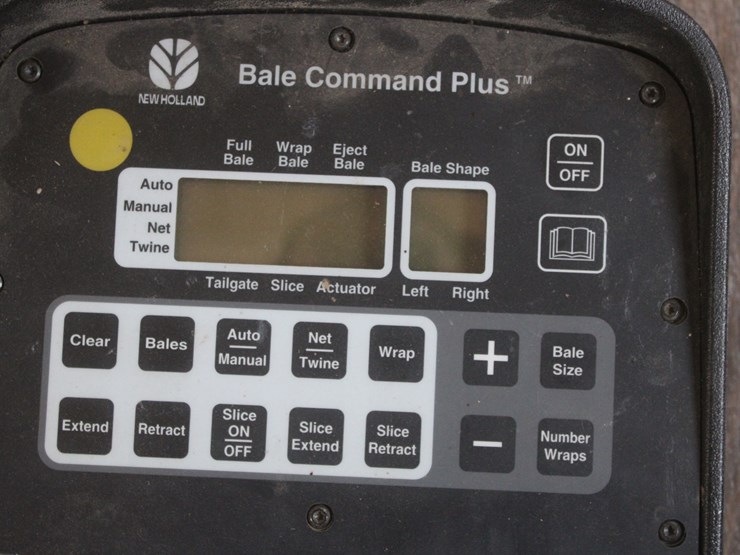 NEW HOLLAND
Bale Command Plus TM
Full Bale
Wrap Bale
Eject Bale
Bale Shape
ON
OFF
Auto
Manual
Net
Twine
Tailgate Slice Actuator
Left Right
Clear
Bales
Auto
Manual
Net
Twine
Wrap
+
Bale
Size
Extend
Retract
Slice
ON
OFF
Slice
Extend
Slice
Retract
−
Number
Wraps